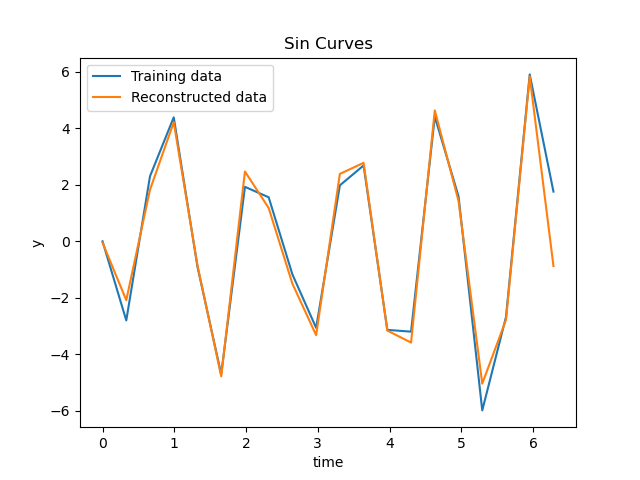 Sin Curves
Training data
Reconstructed data
6
4
2
0
−2
−4
−6
y
0 1 2 3 4 5 6
time